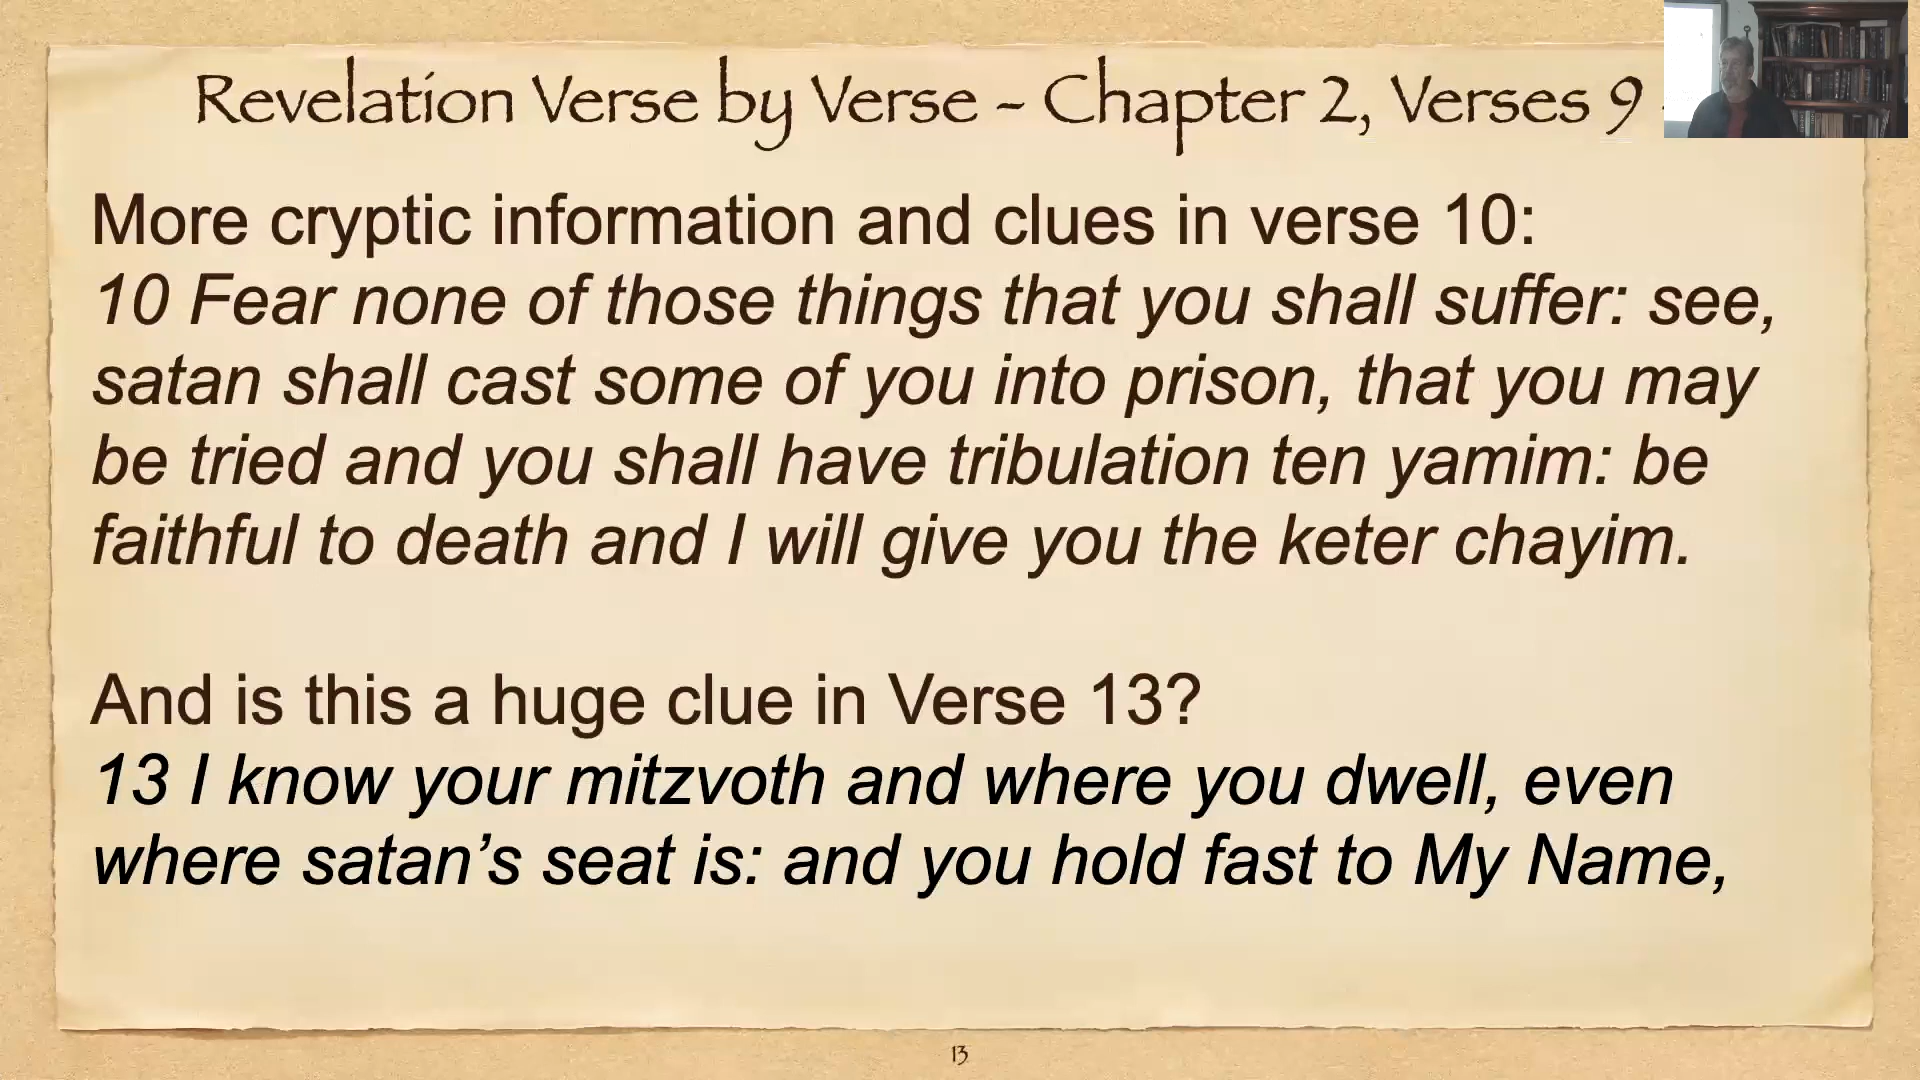 Revelation Verse by Verse ~ Chapter 2, Verses 9
More cryptic information and clues in verse 10:
10 Fear none of those things that you shall suffer: see,
satan shall cast some of you into prison, that you may
be tried and you shall have tribulation ten yamim: be
faithful to death and I will give you the keter chayim.
And is this a huge clue in Verse 13?
13 I know your mitzvoth and where you dwell, even
where satan’s seat is: and you hold fast to My Name,
13